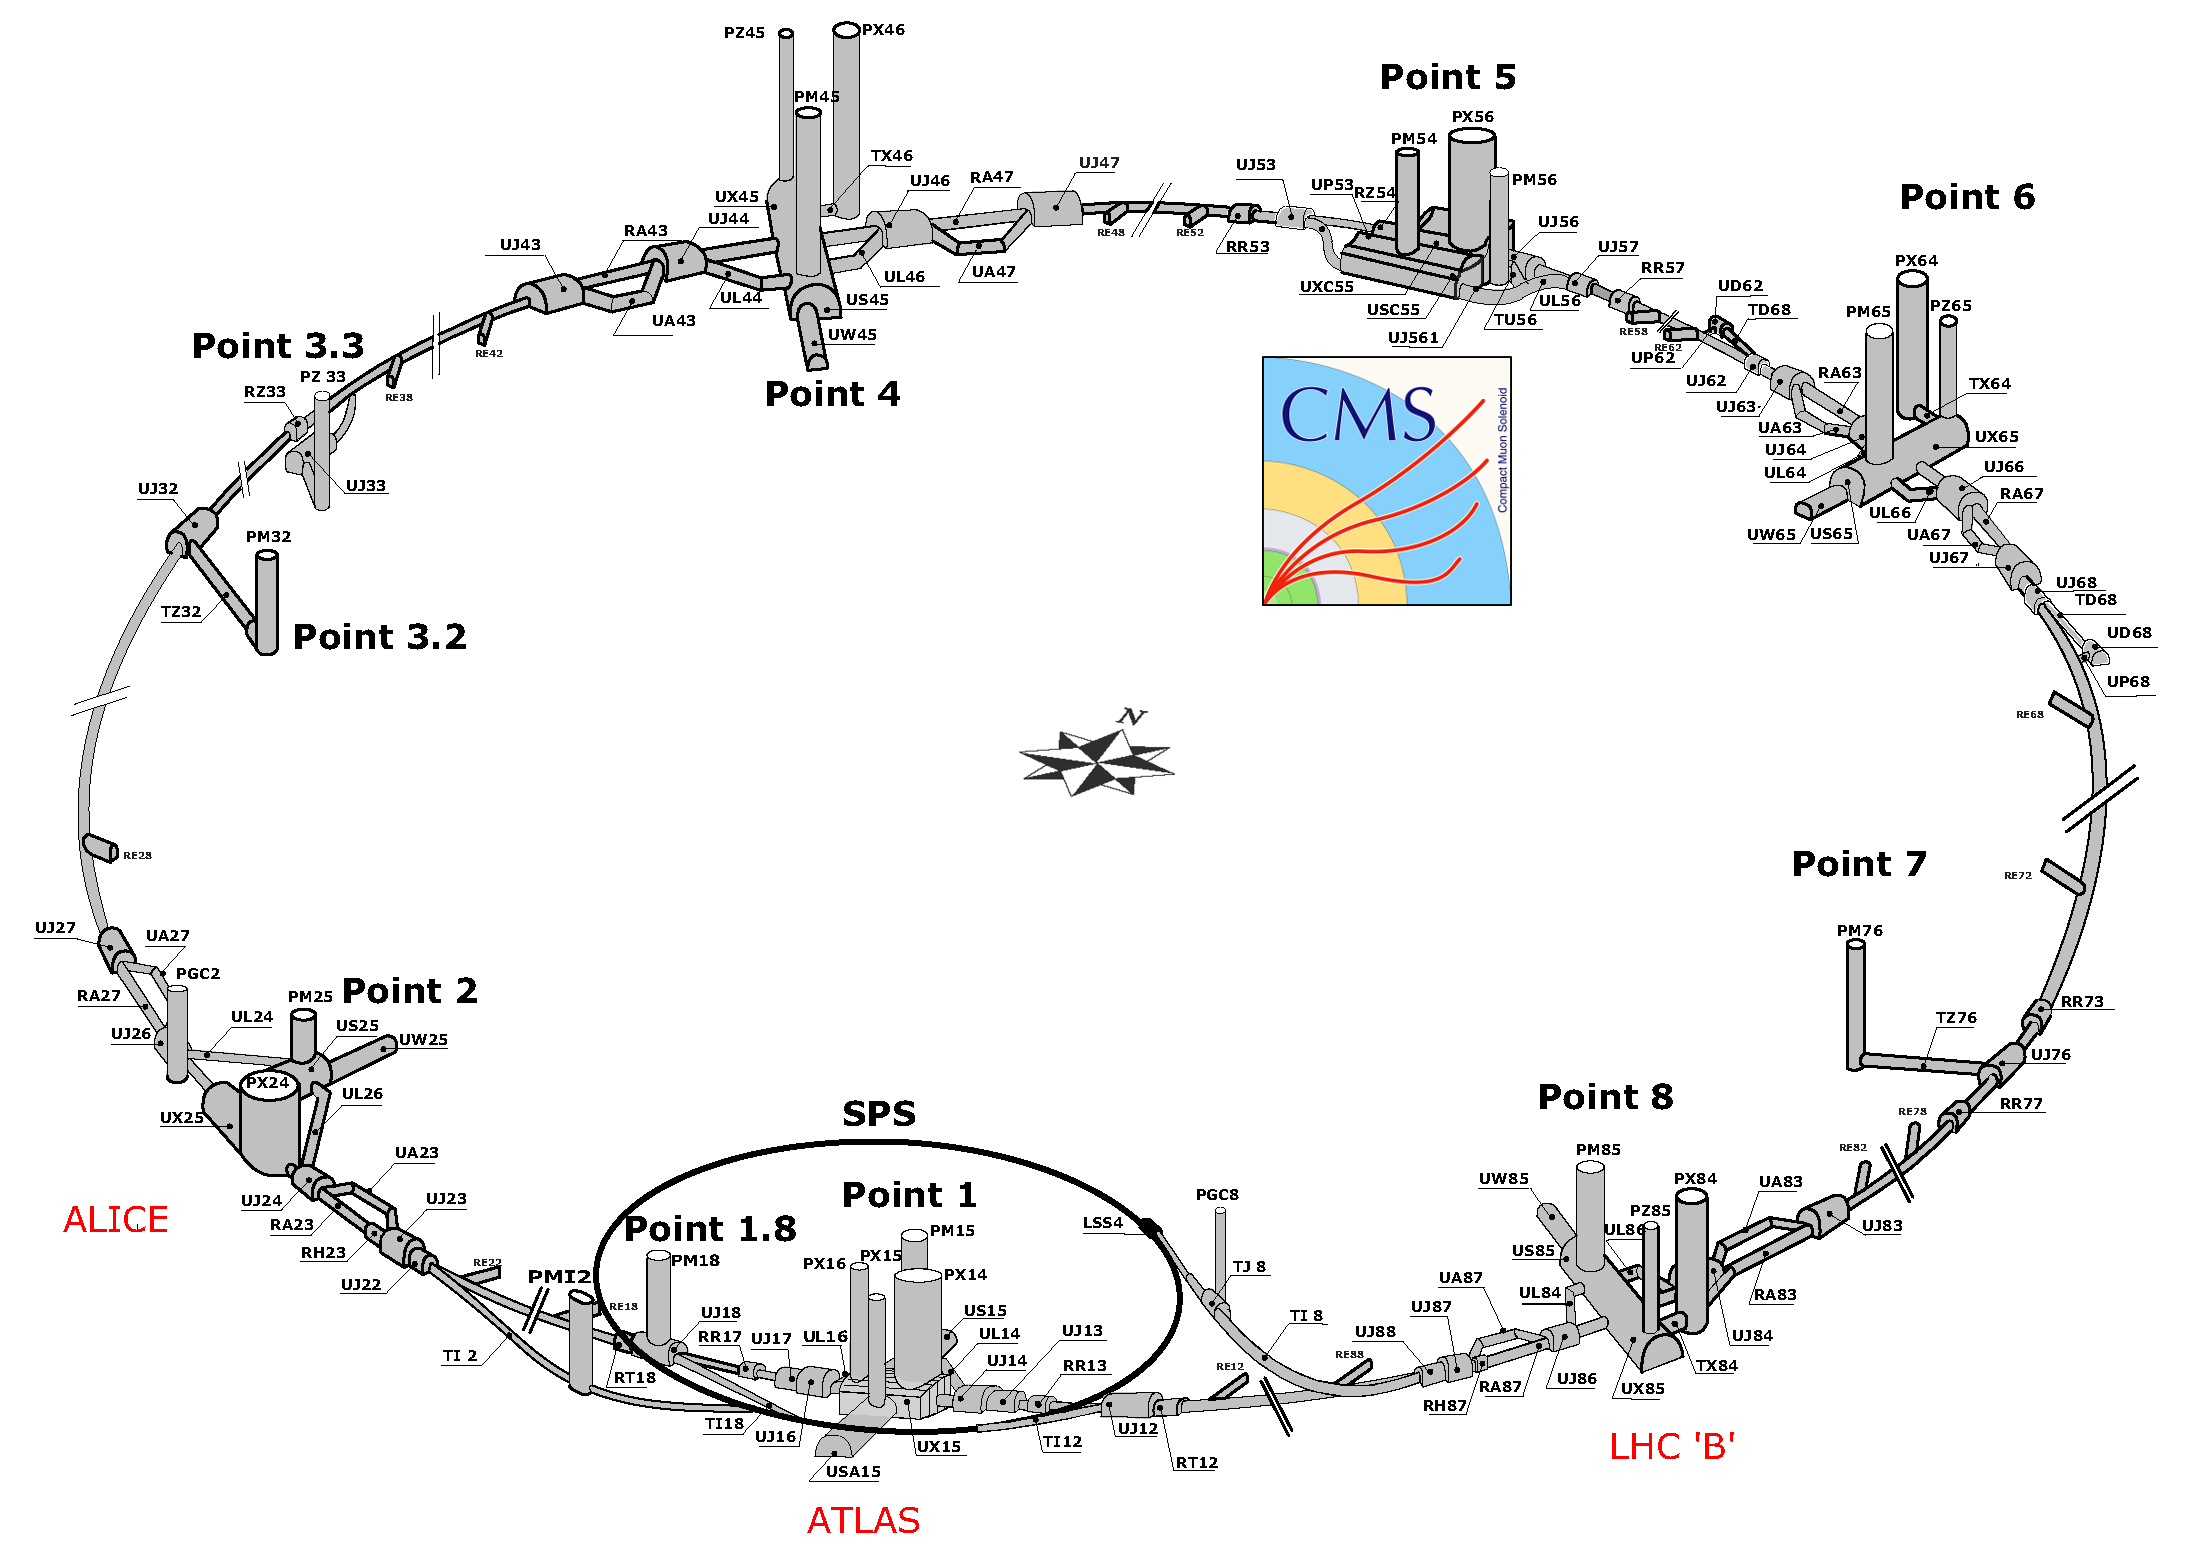 PZ45
PX46
PM45
TX46
UJ46
RA47
UJ47
UX45
UJ44
RA43
UJ43
UL44
UA43
UL46
UA47
US45
UW45
Point 4
RE42
RE48
RE52
Point 5
PX56
PM54
UJ53
UP53
RZ54
PM56
RR53
UJ56
UJ57
RR57
UXC55
USC55
UJ561
TU56
UL56
RE58
RE62
UD62
TD68
UP62
UJ62
UJ63
Point 6
PX64
PM65
PZ65
RA63
TX64
UA63
UJ64
UL64
UX65
UJ66
RA67
UL66
UW65
US65
UA67
UJ67
UJ68
TD68
UD68
UP68
RE68
CMS
Compact Muon Solenoid
Point 3.3
PZ 33
RZ33
RE38
UJ33
UJ32
PM32
TZ32
Point 3.2
N
RE28
RE72
Point 7
PM76
RR73
TZ76
UJ76
RR77
RE78
RE82
UJ27
UA27
PGC2
RA27
UJ26
UL24
PM25
Point 2
US25
UW25
PX24
UX25
UL26
UA23
UJ24
RA23
RH23
UJ23
UJ22
ALICE
RE22
PMI2
TI 2
SPS
Point 1
Point 1.8
PM18
RE18
RT18
UJ18
RR17
UJ17
UL16
PX16
PX15
PM15
PX14
US15
UL14
UJ14
UJ13
RR13
TI18
UJ16
USA15
UX15
TI12
UJ12
RT12
ATLAS
LSS4
PGC8
TJ 8
TI 8
RE12
RE88
Point 8
PM85
UW85
PX84
PZ85
UL86
US85
UL84
UA83
UJ83
RA83
UJ84
TX84
UX85
UJ86
RA87
RH87
UA87
UJ87
UJ88
LHC 'B'